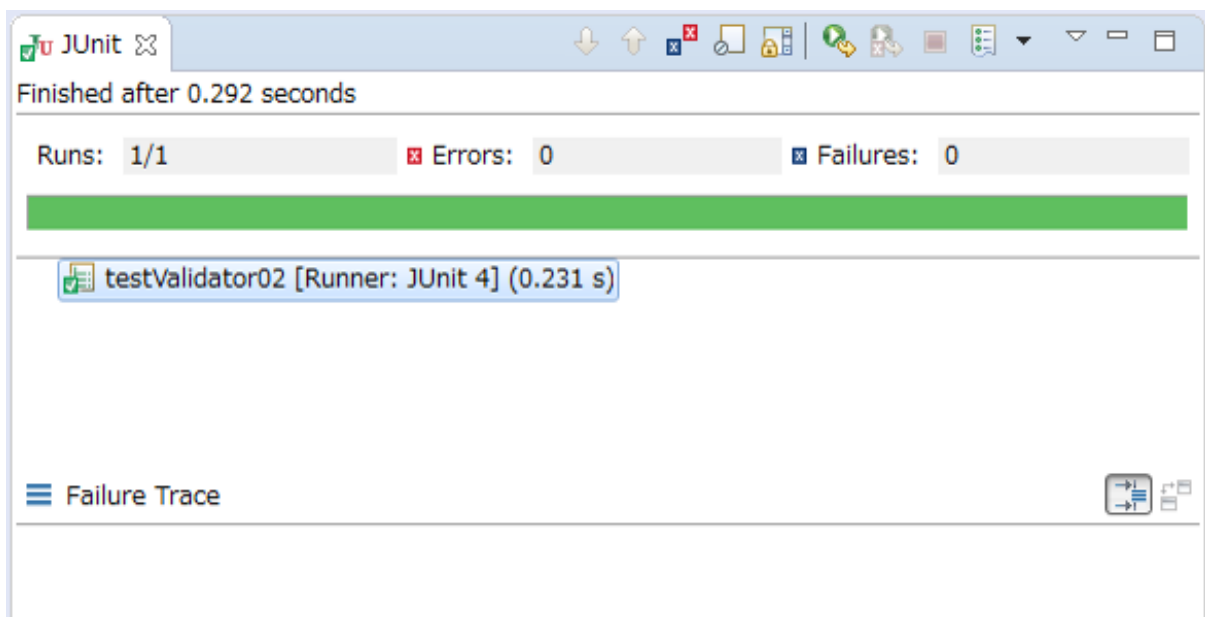 JUnit
Finished after 0.292 seconds
Runs: 1/1 Errors: 0 Failures: 0
testValidator02 [Runner: JUnit 4] (0.231 s)
Failure Trace